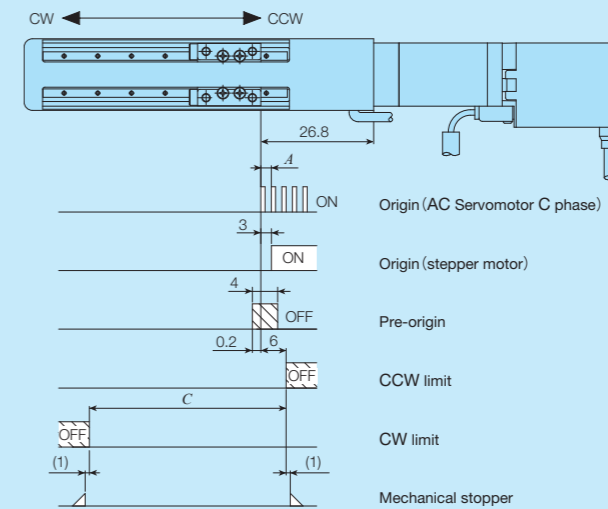 CW CCW
26.8
A
ON Origin (AC Servomotor C phase)
3
ON Origin (stepper motor)
4
OFF Pre-origin
0.2 6
OFF CCW limit
C
OFF CW limit
(1) (1)
Mechanical stopper